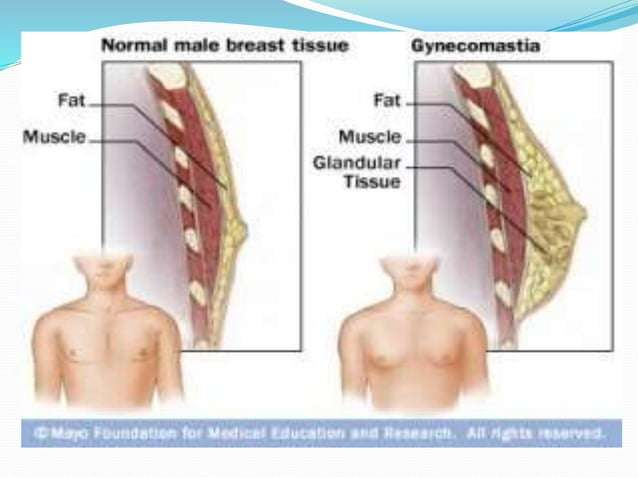 Normal male breast tissue
Fat
Muscle
Gynecomastia
Fat
Muscle
Glandular
Tissue
©Mayo Foundation for Medical Education and Research. All rights reserved.